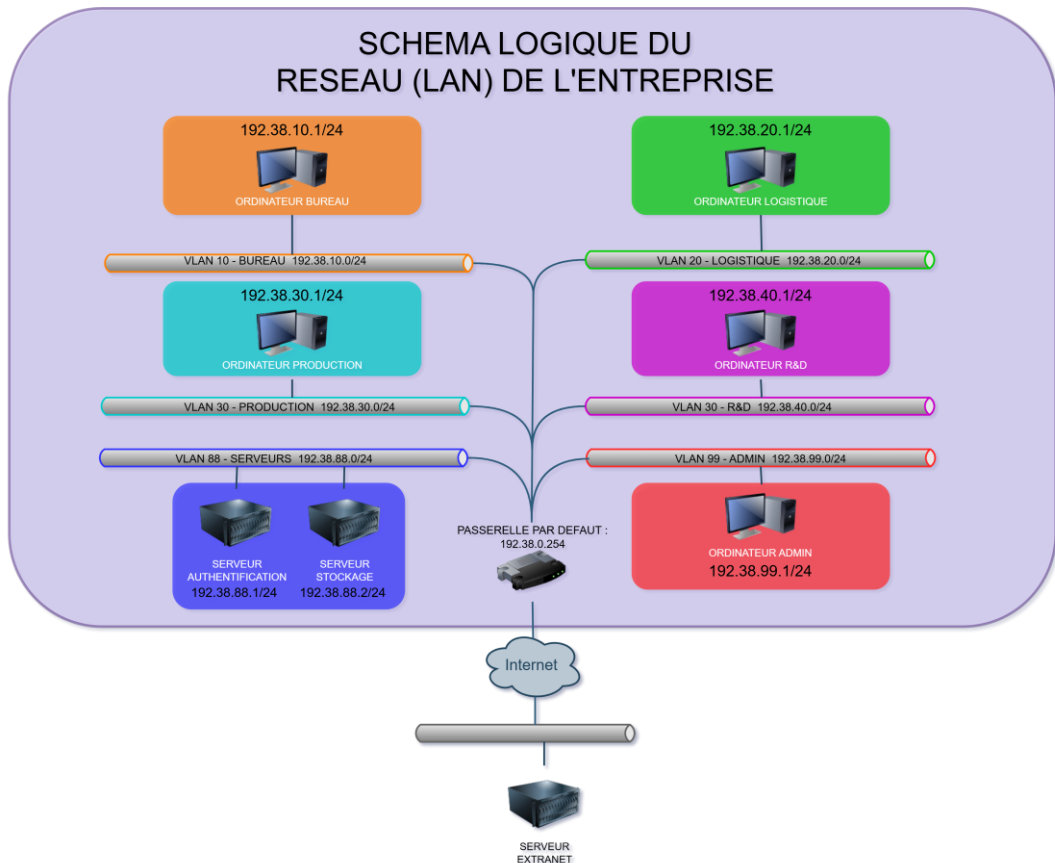 SCHEMA LOGIQUE DU
RESEAU (LAN) DE L'ENTREPRISE
192.38.10.1/24
ORDINATEUR BUREAU
192.38.20.1/24
ORDINATEUR LOGISTIQUE
VLAN 10 - BUREAU 192.38.10.0/24
VLAN 20 - LOGISTIQUE 192.38.20.0/24
192.38.30.1/24
ORDINATEUR PRODUCTION
192.38.40.1/24
ORDINATEUR R&D
VLAN 30 - PRODUCTION 192.38.30.0/24
VLAN 30 - R&D 192.38.40.0/24
VLAN 88 - SERVEURS 192.38.88.0/24
VLAN 99 - ADMIN 192.38.99.0/24
SERVEUR
AUTHENTIFICATION
192.38.88.1/24
SERVEUR
STOCKAGE
192.38.88.2/24
PASSERELLE PAR DEFAUT :
192.38.0.254
ORDINATEUR ADMIN
192.38.99.1/24
Internet
SERVEUR
EXTRANET